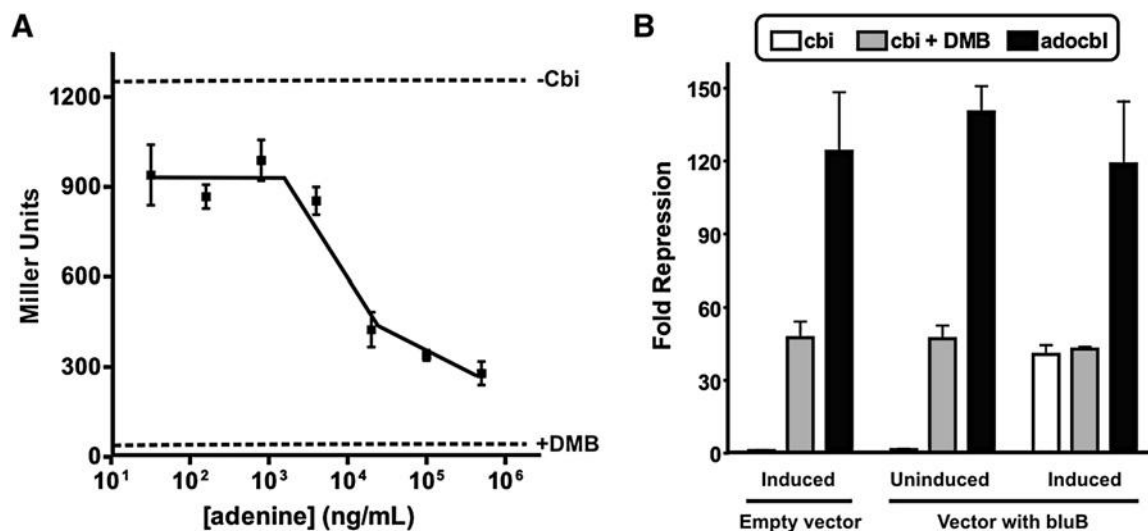 A
Miller Units
1200
900
600
300
0
-Cbi
+DMB
10¹ 10² 10³ 10⁴ 10⁵ 10⁶
[adenine] (ng/mL)
B
cbi cbi + DMB adocbl
Fold Repression
150
120
90
60
30
0
Induced Uninduced Induced
Empty vector Vector with bluB